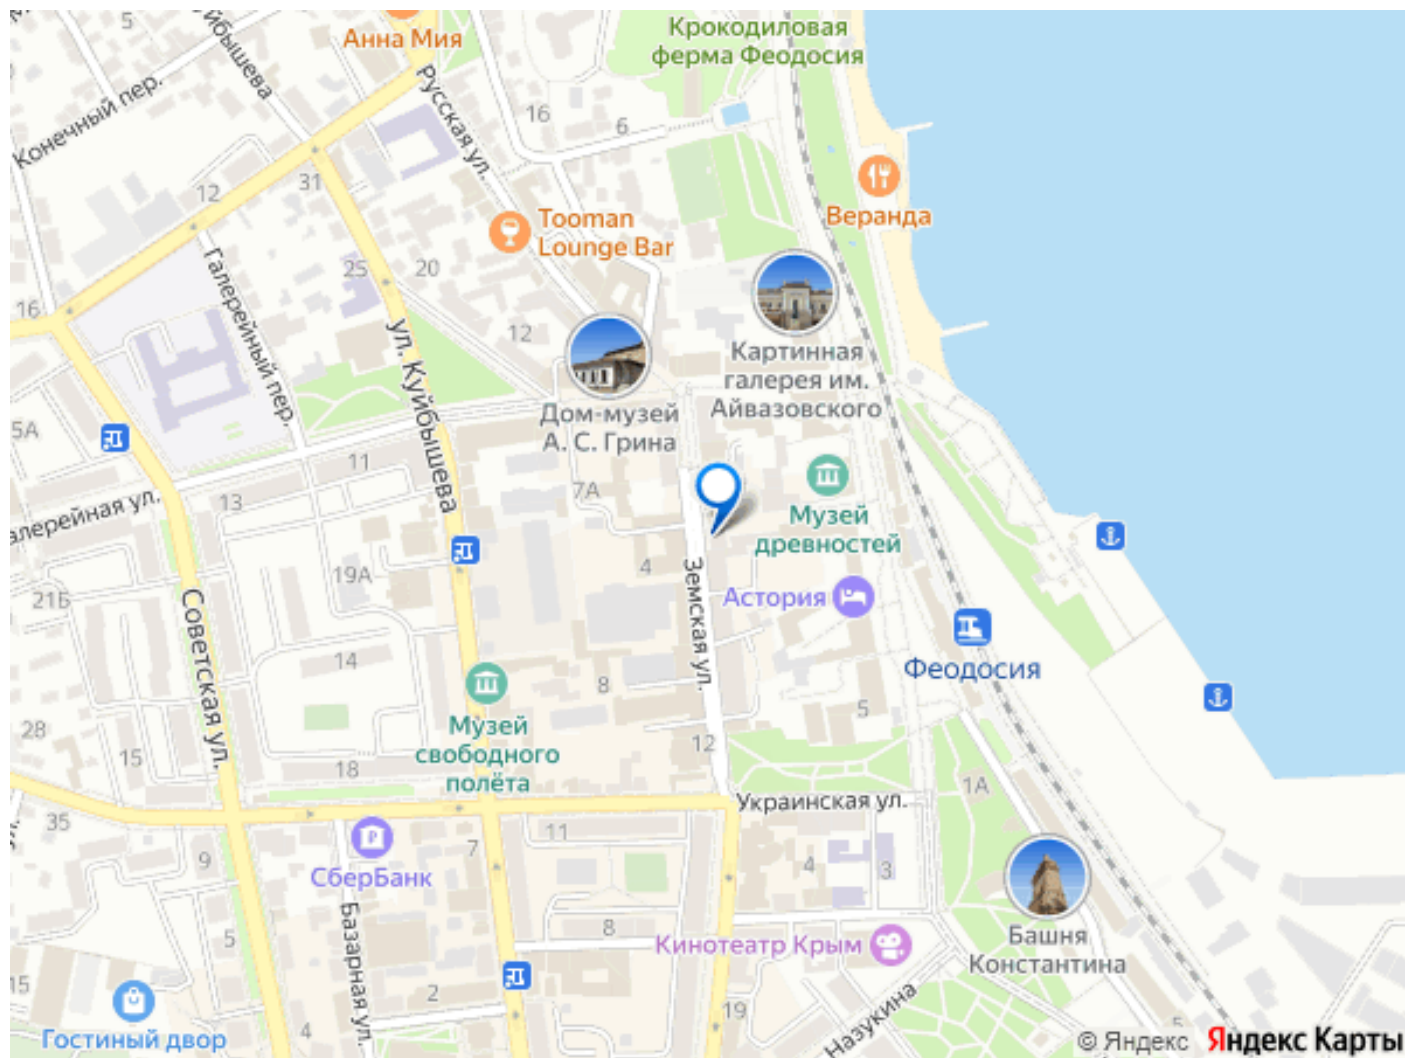 Крокодиловая
ферма Феодосия
5
Анна Мия
Куйбышева
Конечный пер.
Русская ул.
16
6
12
31
Веранда
Tooman
Lounge Bar
Галерейный пер.
25
20
16
12
ул. Куйбышева
Картинная
галерея им.
Айвазовского
Дом-музей
А. С. Грина
5А
11
7А
13
Галерейная ул.
Музей
древностей
4
19А
21Б
Земская ул.
Астория
Советская ул.
Феодосия
14
8
5
28
Музей
свободного
полёта
15
12
18
1А
Украинская ул.
35
11
7
9
4
3
СберБанк
Базарная ул.
8
5
Кинотеатр Крым
Башня
Константина
15
2
19
Назукина
4
5
Гостиный двор
© Яндекс
Яндекс Карты